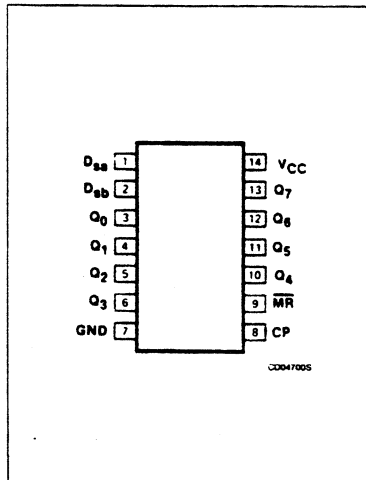 Dsa 1 14 VCC
Dsb 2 13 Q7
Q0 3 12 Q6
Q1 4 11 Q5
Q2 5 10 Q4
Q3 6 9 MR
GND 7 8 CP
CD04700S